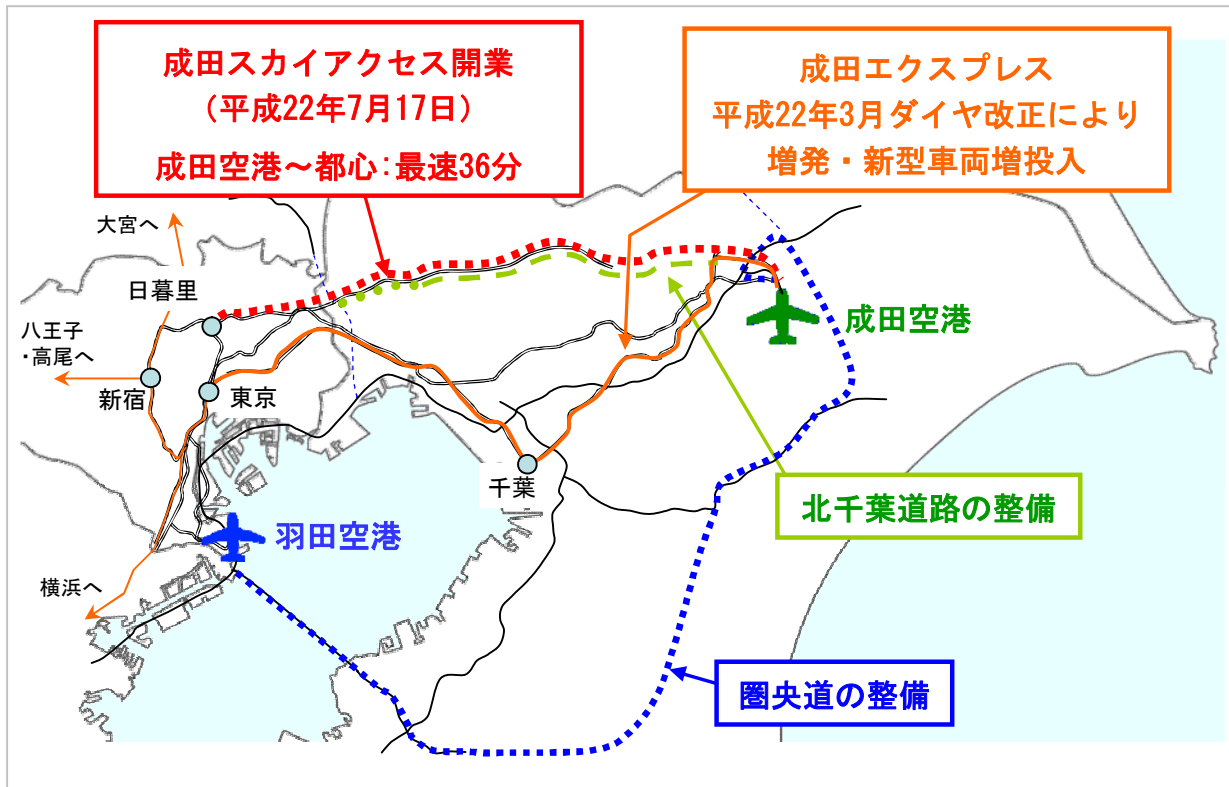 成田スカイアクセス開業
（平成22年7月17日）
成田空港～都心：最速36分
成田エクスプレス
平成22年3月ダイヤ改正により
増発・新型車両増投入
大宮へ
日暮里
八王子
・高尾へ
新宿
東京
成田空港
千葉
北千葉道路の整備
羽田空港
横浜へ
圏央道の整備